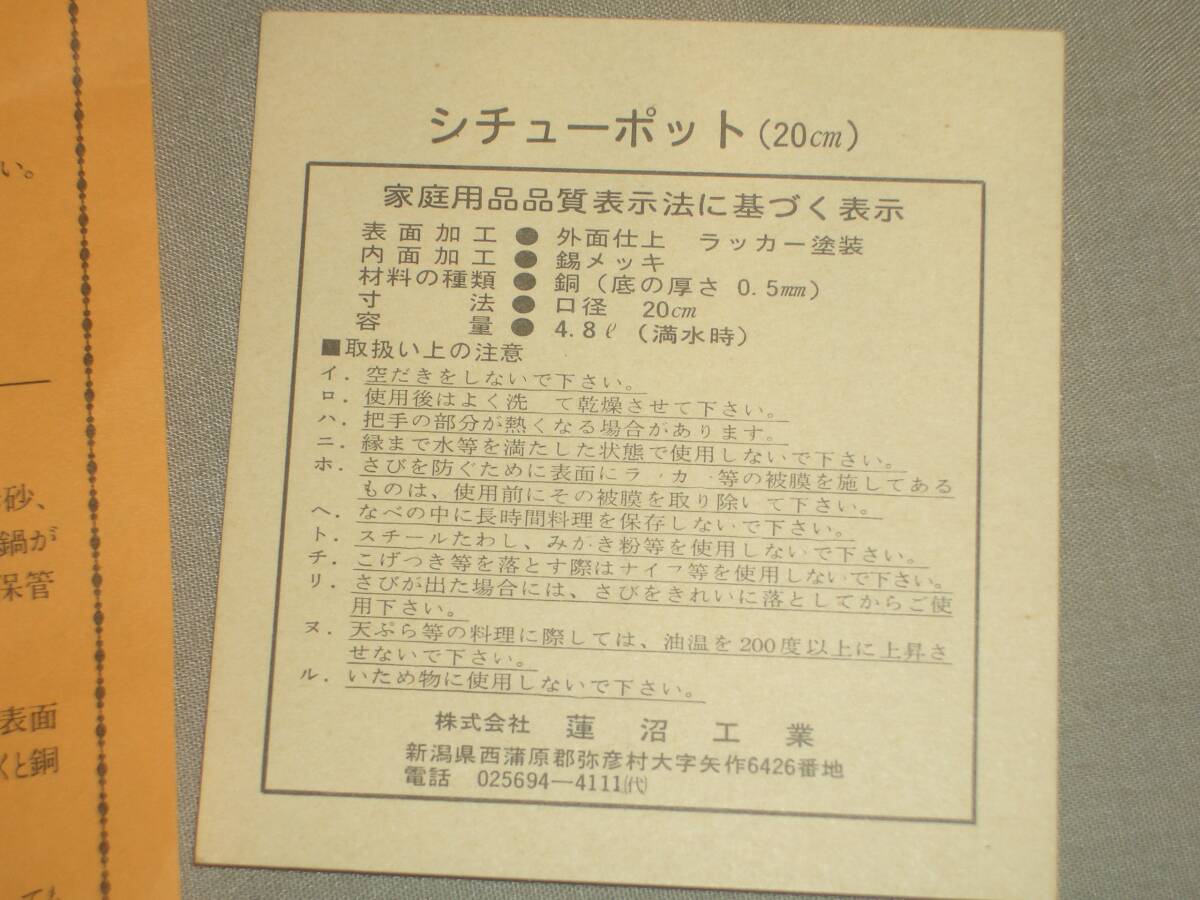 い。
砂、
鍋が
保管
表面
くと銅
ても
シチューポット(20cm)
家庭用品品質表示法に基づく表示
表面加工 ● 外面仕上 ラッカー塗装
内面加工 ● 錫メッキ
材料の種類 ● 銅(底の厚さ 0.5mm)
寸法 ● 口径 20cm
容量 ● 4.8ℓ(満水時)
■取扱い上の注意
イ. 空だきをしないで下さい。
ロ. 使用後はよく洗 て乾燥させて下さい。
ハ. 把手の部分が熱くなる場合があります。
ニ. 縁まで水等を満たした状態で使用しないで下さい。
ホ. さびを防ぐために表面にラッカー等の被膜を施してある
ものは、使用前にその被膜を取り除いて下さい。
ヘ. なべの中に長時間料理を保存しないで下さい。
ト. スチールたわし、みがき粉等を使用しないで下さい。
チ. こげつき等を落とす際はナイフ等を使用しないで下さい。
リ. さびが出た場合には、さびをきれいに落としてからご使
用下さい。
ヌ. 天ぷら等の料理に際しては、油温を200度以上に上昇さ
せないで下さい。
ル. いため物に使用しないで下さい。
株式会社 蓮沼工業
新潟県西蒲原郡弥彦村大字矢作6426番地
電話 025694—4111㈹